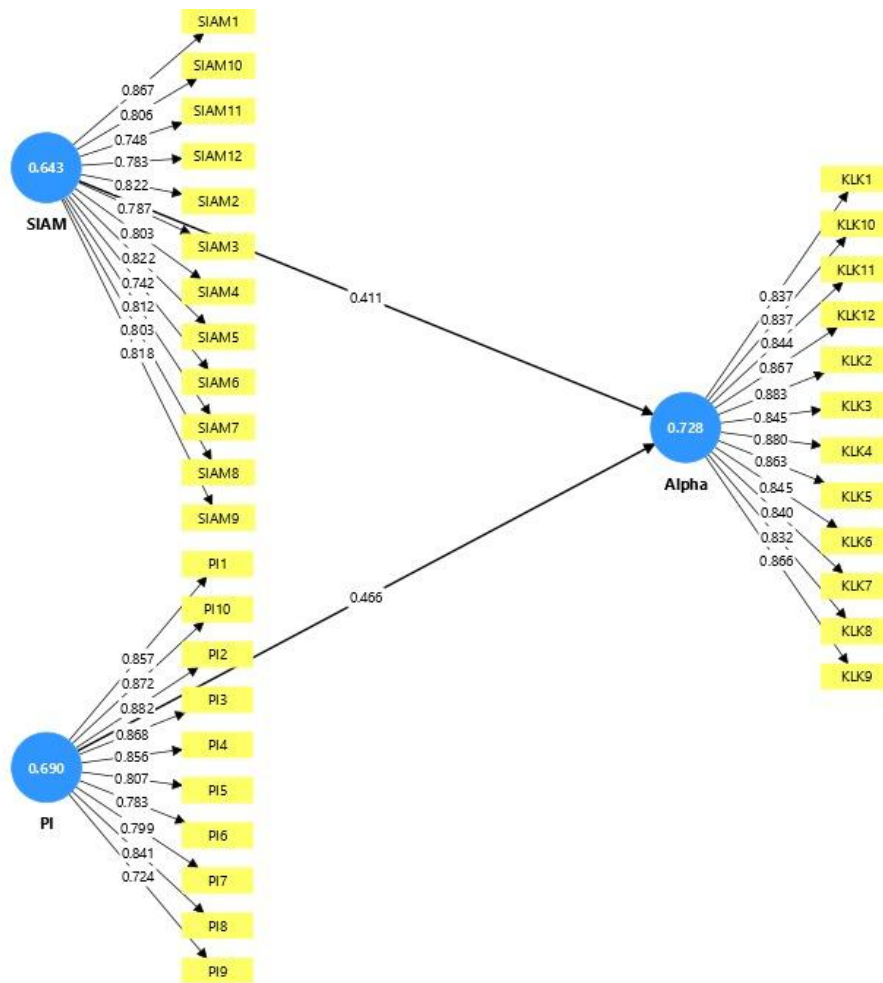 SIAM1
SIAM10
SIAM11
SIAM12
SIAM2
SIAM3
SIAM4
SIAM5
SIAM6
SIAM7
SIAM8
SIAM9
0.867
0.806
0.748
0.783
0.822
0.787
0.803
0.822
0.742
0.812
0.803
0.818
0.643
SIAM
0.411
PI1
PI10
PI2
PI3
PI4
PI5
PI6
PI7
PI8
PI9
0.857
0.872
0.882
0.868
0.856
0.807
0.783
0.799
0.841
0.724
0.690
PI
0.466
0.728
Alpha
0.837
0.837
0.844
0.867
0.883
0.845
0.880
0.863
0.845
0.840
0.832
0.866
KLK1
KLK10
KLK11
KLK12
KLK2
KLK3
KLK4
KLK5
KLK6
KLK7
KLK8
KLK9